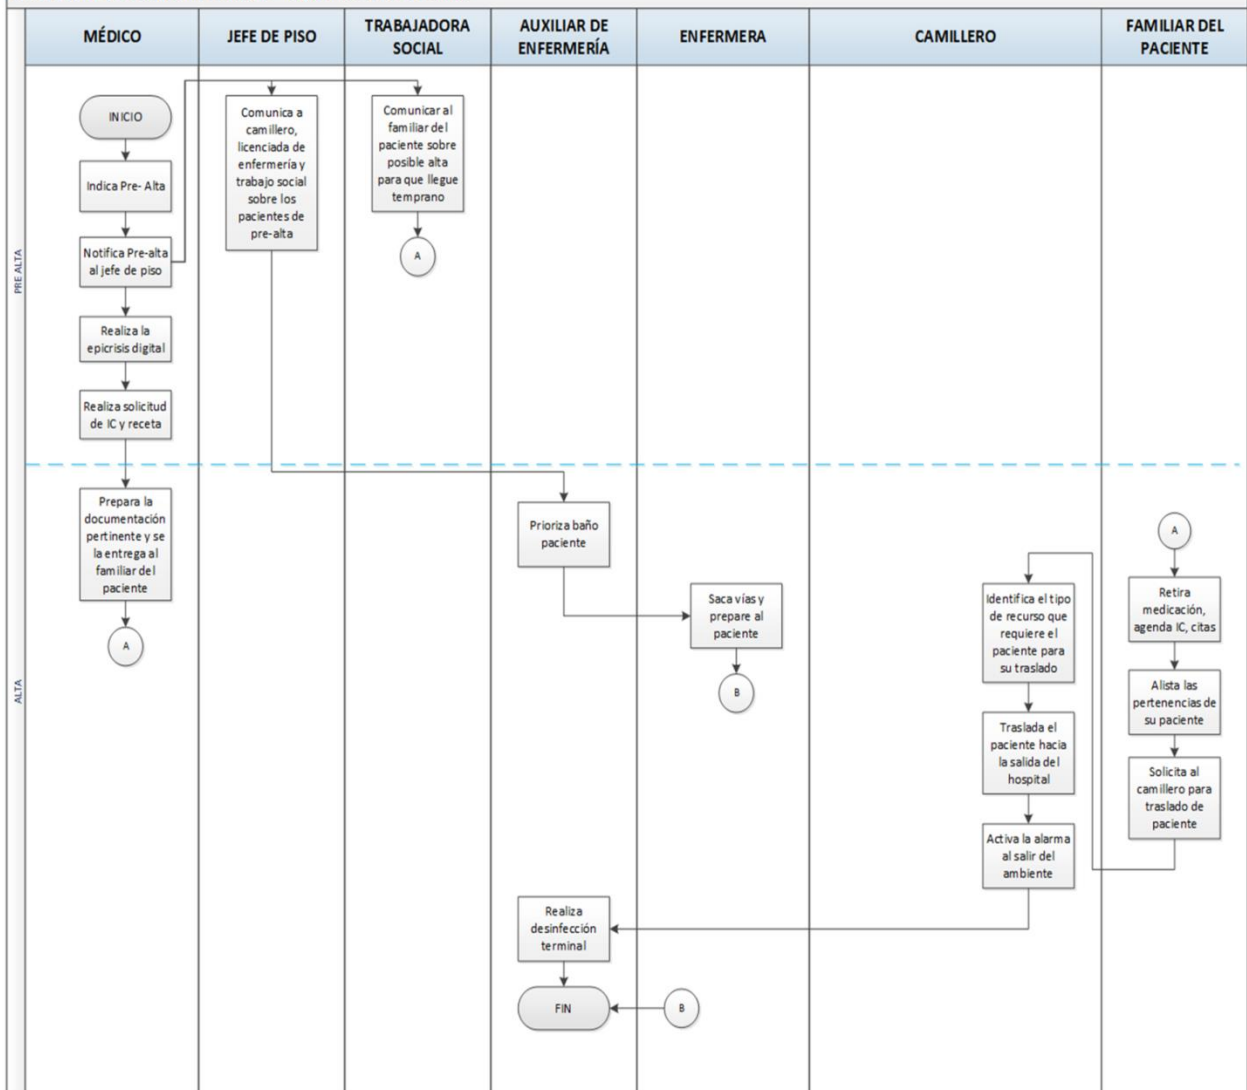 MÉDICO
JEFE DE PISO
TRABAJADORA
SOCIAL
AUXILIAR DE
ENFERMERÍA
ENFERMERA
CAMILLERO
FAMILIAR DEL
PACIENTE
PRE ALTA
INICIO
Indica Pre- Alta
Notifica Pre-alta
al jefe de piso
Realiza la
epicrisis digital
Realiza solicitud
de IC y receta
Comunica a
camillero,
licenciada de
enfermería y
trabajo social
sobre los
pacientes de
pre-alta
Comunicar al
familiar del
paciente sobre
posible alta
para que llegue
temprano
A
ALTA
Prepara la
documentación
pertinente y se
la entrega al
familiar del
paciente
A
Prioriza baño
paciente
Saca vías y
prepare al
paciente
B
Identifica el tipo
de recurso que
requiere el
paciente para
su traslado
Traslada el
paciente hacia
la salida del
hospital
Activa la alarma
al salir del
ambiente
A
Retira
medicación,
agenda IC, citas
Alista las
pertenencias de
su paciente
Solicita al
camillero para
traslado de
paciente
Realiza
desinfección
terminal
FIN
B